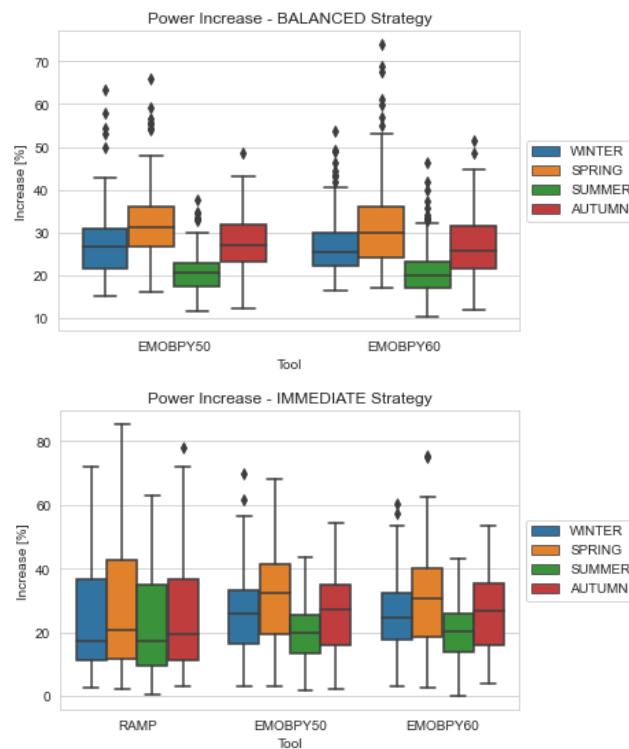 Power Increase - BALANCED Strategy
70
60
50
40
30
20
10
Increase [%]
EMOBPY50
EMOBPY60
Tool
WINTER
SPRING
SUMMER
AUTUMN
Power Increase - IMMEDIATE Strategy
80
60
40
20
0
Increase [%]
RAMP
EMOBPY50
EMOBPY60
Tool
WINTER
SPRING
SUMMER
AUTUMN